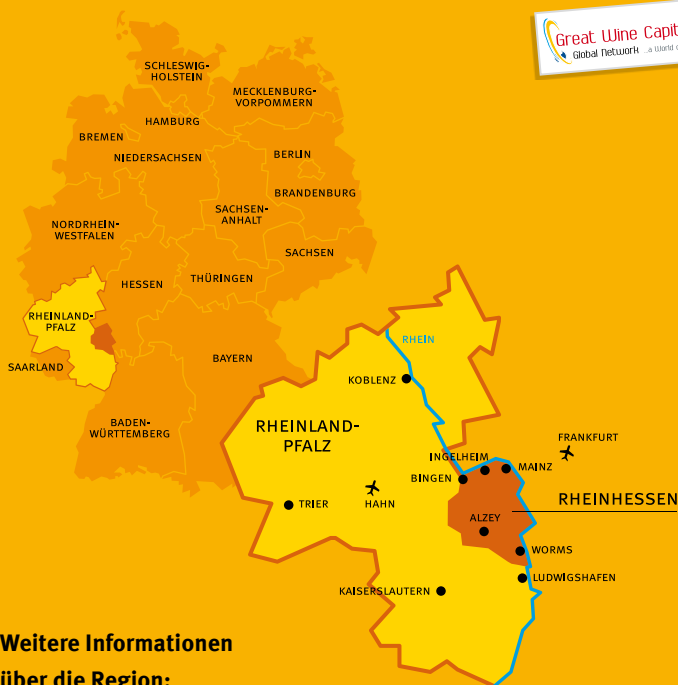 Great Wine Capit
Global Network ...a World o
SCHLESWIG-
HOLSTEIN
MECKLENBURG-
VORPOMMERN
HAMBURG
BREMEN
NIEDERSACHSEN
BERLIN
BRANDENBURG
SACHSEN-
ANHALT
NORDRHEIN-
WESTFALEN
SACHSEN
HESSEN
THÜRINGEN
RHEINLAND-
PFALZ
SAARLAND
BAYERN
BADEN-
WÜRTTEMBERG
RHEIN
KOBLENZ
RHEINLAND-
PFALZ
FRANKFURT
INGELHEIM
MAINZ
BINGEN
RHEINHESSEN
TRIER
HAHN
ALZEY
WORMS
LUDWIGSHAFEN
KAISERSLAUTERN
Weitere Informationen
über die Region: